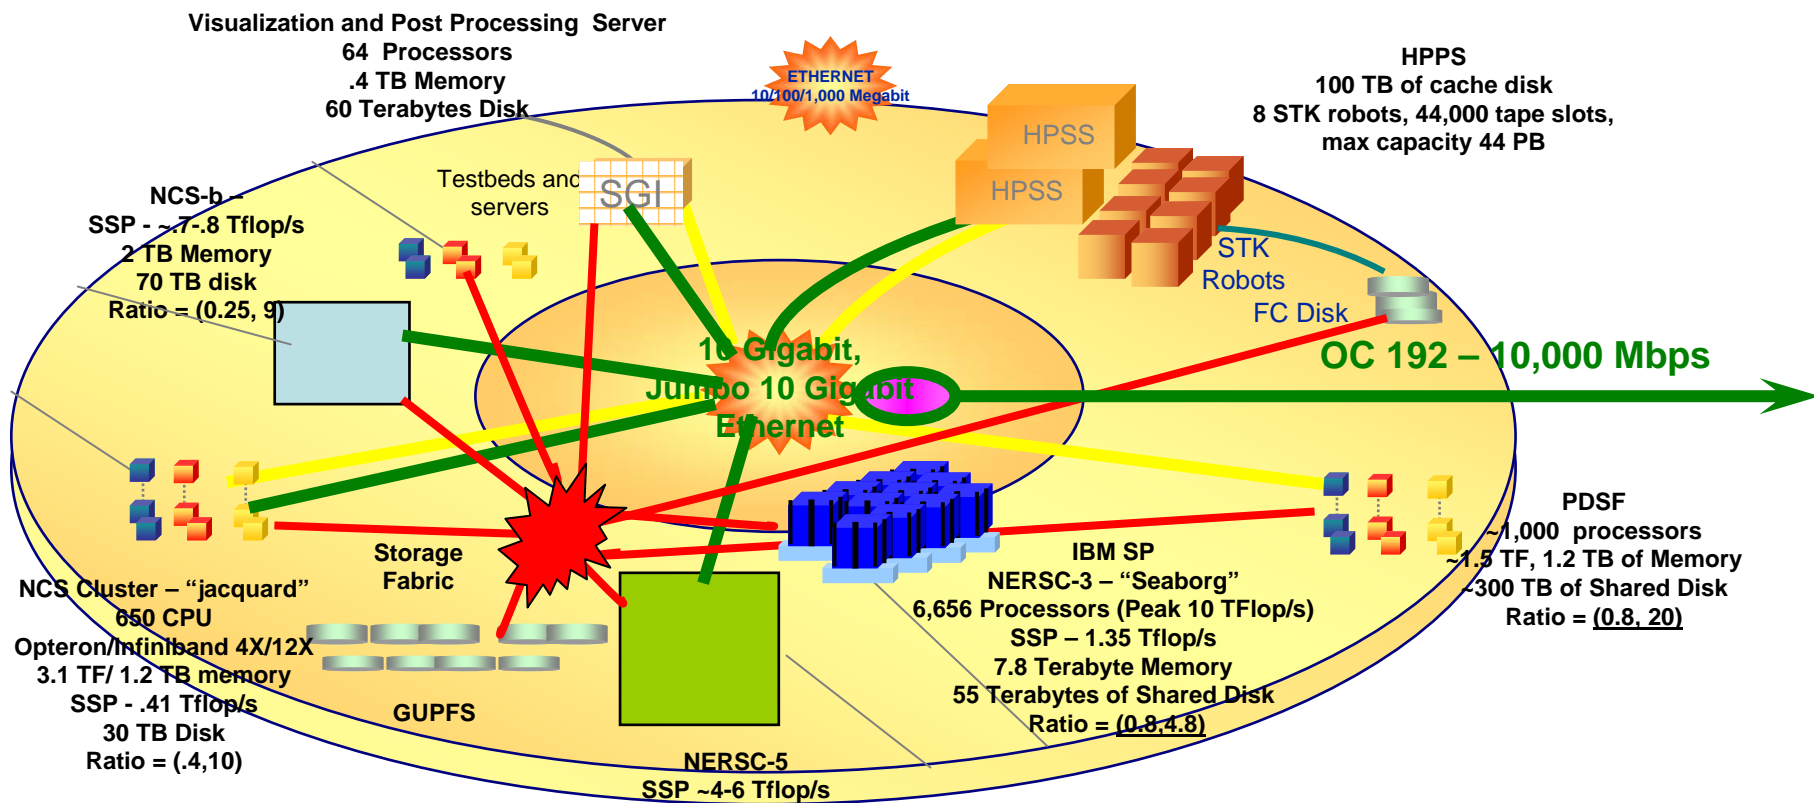 Visualization and Post Processing  Server
64  Processors
.4 TB Memory
60 Terabytes Disk
ETHERNET
10/100/1,000 Megabit
HPPS
100 TB of cache disk
8 STK robots, 44,000 tape slots,
max capacity 44 PB
HPSS
HPSS
SGI
Testbeds and
servers
NCS-b –
SSP - ~.7-.8 Tflop/s
2 TB Memory
70 TB disk
Ratio = (0.25, 9)
STK
Robots
FC Disk
10 Gigabit,
Jumbo 10 Gigabit
Ethernet
OC 192 – 10,000 Mbps
Storage
Fabric
NCS Cluster – “jacquard”
650 CPU
Opteron/Infiniband 4X/12X
3.1 TF/ 1.2 TB memory
SSP - .41 Tflop/s
30 TB Disk
Ratio = (.4,10)
GUPFS
NERSC-5
SSP ~4-6 Tflop/s
IBM SP
NERSC-3 – “Seaborg”
6,656 Processors (Peak 10 TFlop/s)
SSP – 1.35 Tflop/s
7.8 Terabyte Memory
55 Terabytes of Shared Disk
Ratio = (0.8,4.8)
PDSF
~1,000  processors
~1.5 TF, 1.2 TB of Memory
~300 TB of Shared Disk
Ratio = (0.8, 20)